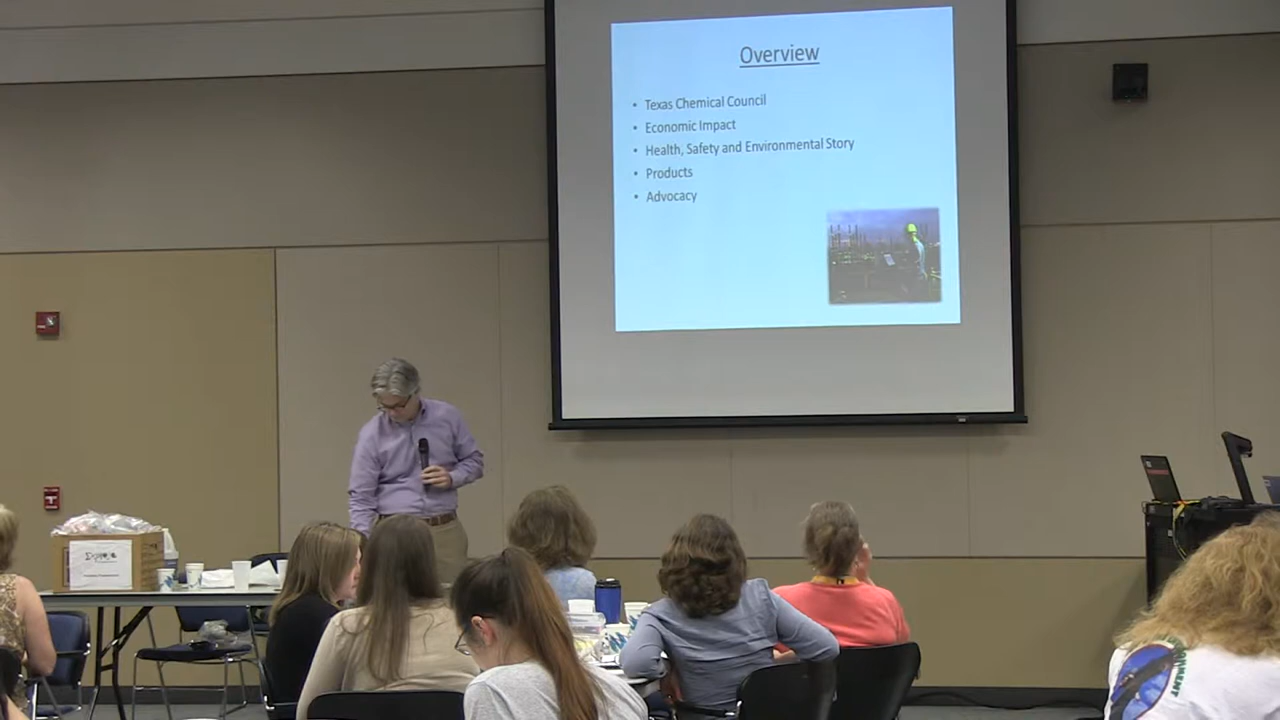 Overview
• Texas Chemical Council
• Economic Impact
• Health, Safety and Environmental Story
• Products
• Advocacy